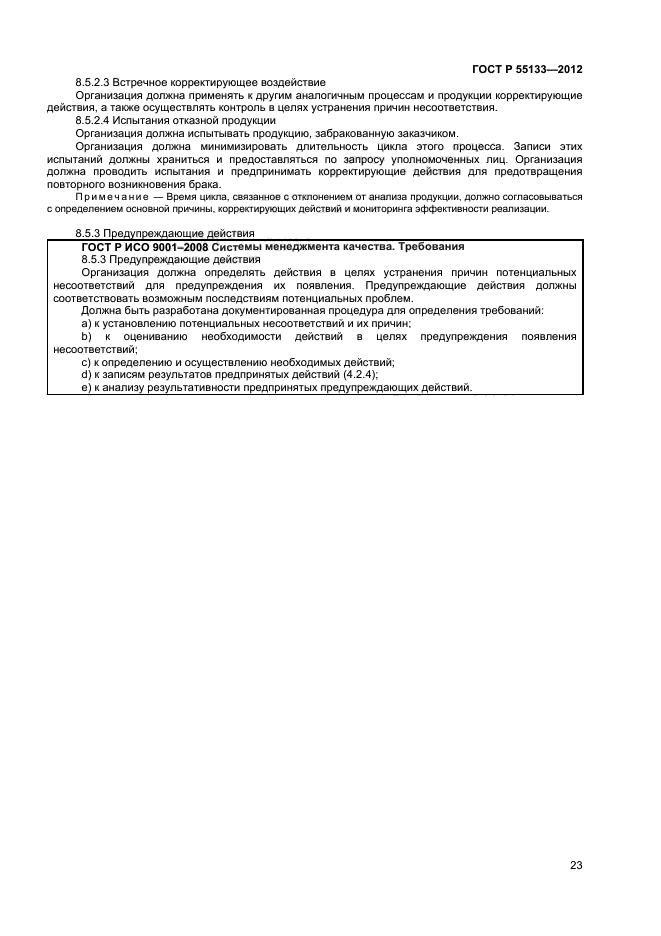 ГОСТ Р 55133—2012
8.5.2.3 Встречное корректирующее воздействие
Организация должна применять к другим аналогичным процессам и продукции корректирующие
действия, а также осуществлять контроль в целях устранения причин несоответствия.
8.5.2.4 Испытания отказной продукции
Организация должна испытывать продукцию, забракованную заказчиком.
Организация должна минимизировать длительность цикла этого процесса. Записи этих
испытаний должны храниться и предоставляться по запросу уполномоченных лиц. Организация
должна проводить испытания и предпринимать корректирующие действия для предотвращения
повторного возникновения брака.
Примечание — Время цикла, связанное с отклонением от анализа продукции, должно согласовываться
с определением основной причины, корректирующих действий и мониторинга эффективности реализации.
8.5.3 Предупреждающие действия
ГОСТ Р ИСО 9001–2008 Системы менеджмента качества. Требования
8.5.3 Предупреждающие действия
Организация должна определять действия в целях устранения причин потенциальных
несоответствий для предупреждения их появления. Предупреждающие действия должны
соответствовать возможным последствиям потенциальных проблем.
Должна быть разработана документированная процедура для определения требований:
a) к установлению потенциальных несоответствий и их причин;
b) к оцениванию необходимости действий в целях предупреждения появления
несоответствий;
c) к определению и осуществлению необходимых действий;
d) к записям результатов предпринятых действий (4.2.4);
e) к анализу результативности предпринятых предупреждающих действий.
23